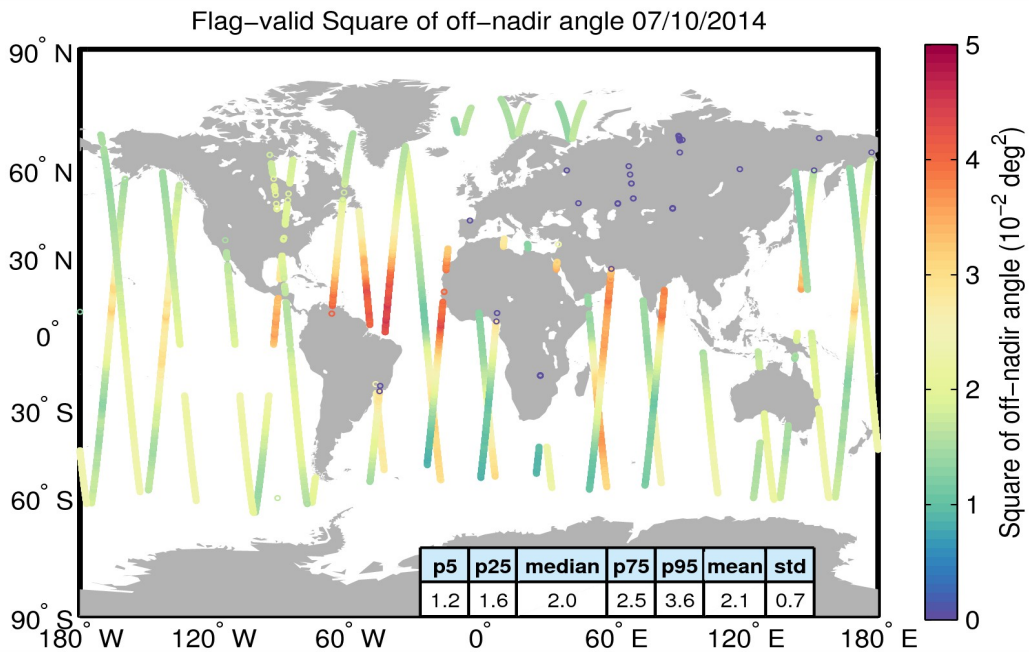 Flag−valid Square of off−nadir angle 07/10/2014
90° N
60° N
30° N
0°
30° S
60° S
90° S
180° W
120° W
60° W
0°
60° E
120° E
180° E
p5 p25 median p75 p95 mean std
1.2 1.6 2.0 2.5 3.6 2.1 0.7
5
4
3
2
1
0
Square of off−nadir angle (10⁻² deg²)